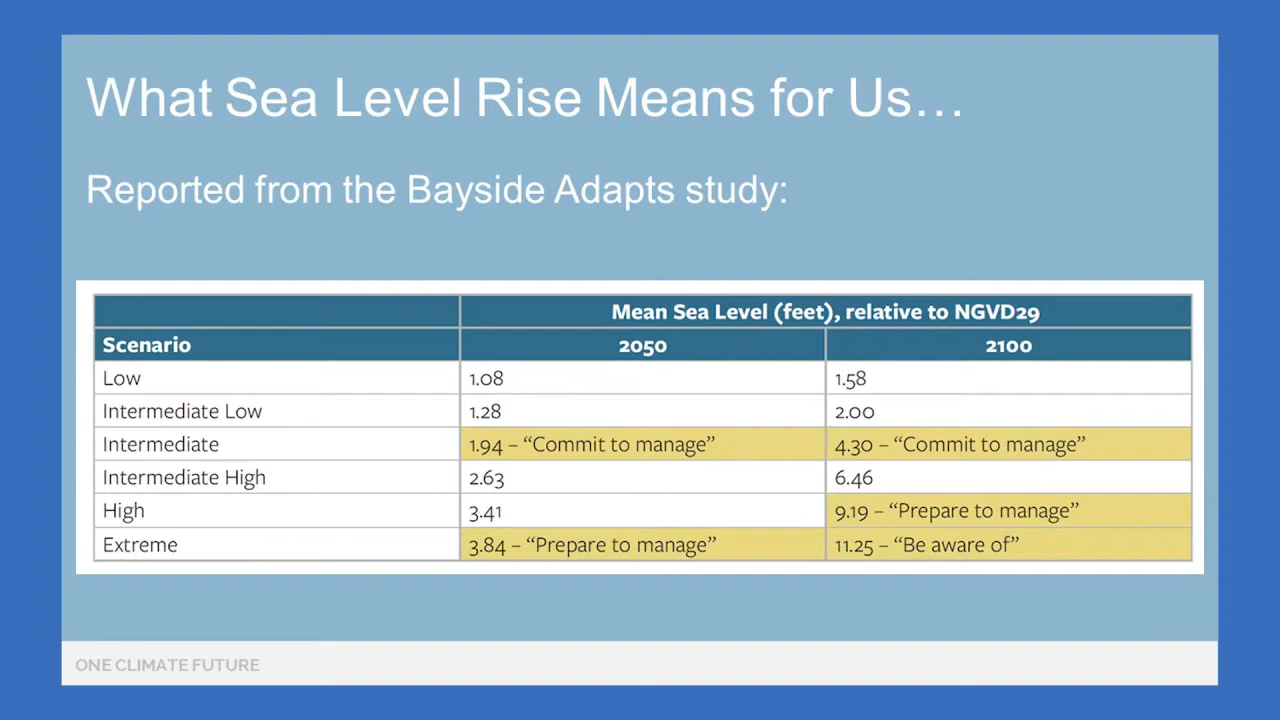 What Sea Level Rise Means for Us…
Reported from the Bayside Adapts study:
Mean Sea Level (feet), relative to NGVD29
Scenario 2050 2100
Low 1.08 1.58
Intermediate Low 1.28 2.00
Intermediate 1.94 – “Commit to manage” 4.30 – “Commit to manage”
Intermediate High 2.63 6.46
High 3.41 9.19 – “Prepare to manage”
Extreme 3.84 – “Prepare to manage” 11.25 – “Be aware of”
ONE CLIMATE FUTURE